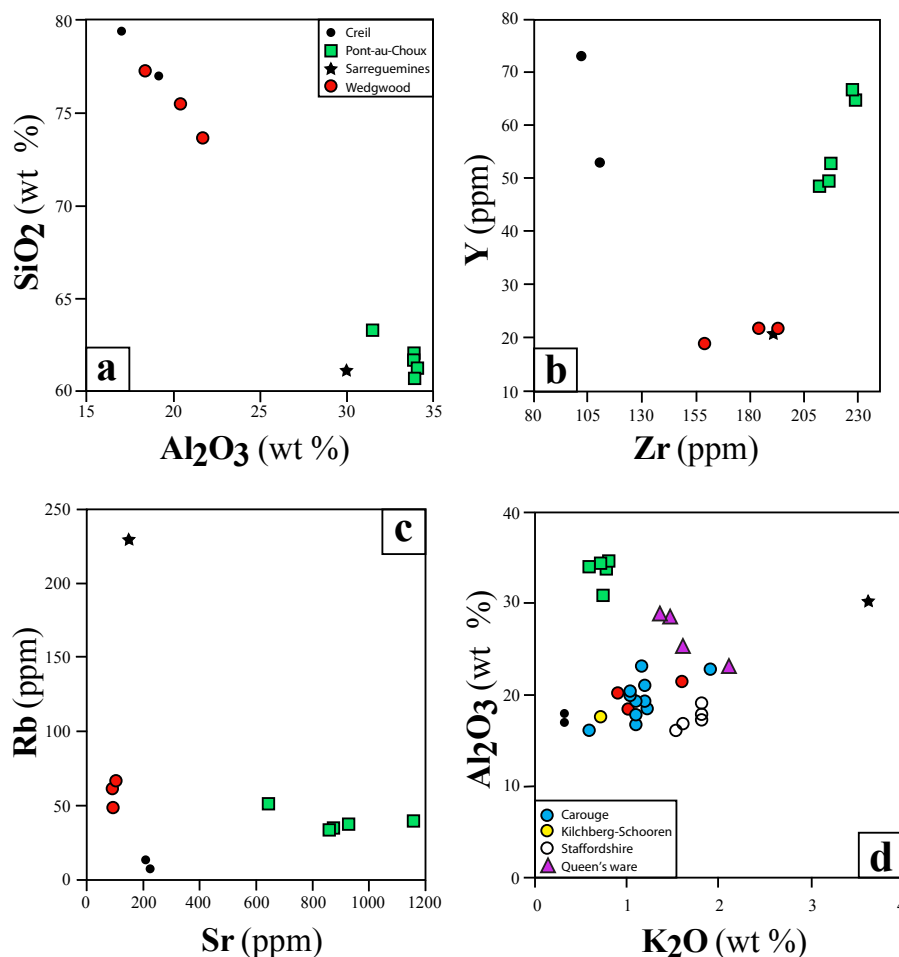 80
75
70
65
60
SiO2 (wt %)
15
20
25
30
35
Al2O3 (wt %)
Creil
Pont-au-Choux
Sarreguemines
Wedgwood
a
80
70
60
50
40
30
20
10
Y (ppm)
80
105
130
155
180
205
230
Zr (ppm)
b
250
200
150
100
50
0
Rb (ppm)
0
200
400
600
800
1000
1200
Sr (ppm)
c
40
30
20
10
0
Al2O3 (wt %)
0
1
2
3
4
K2O (wt %)
Carouge
Kilchberg-Schooren
Staffordshire
Queen's ware
d